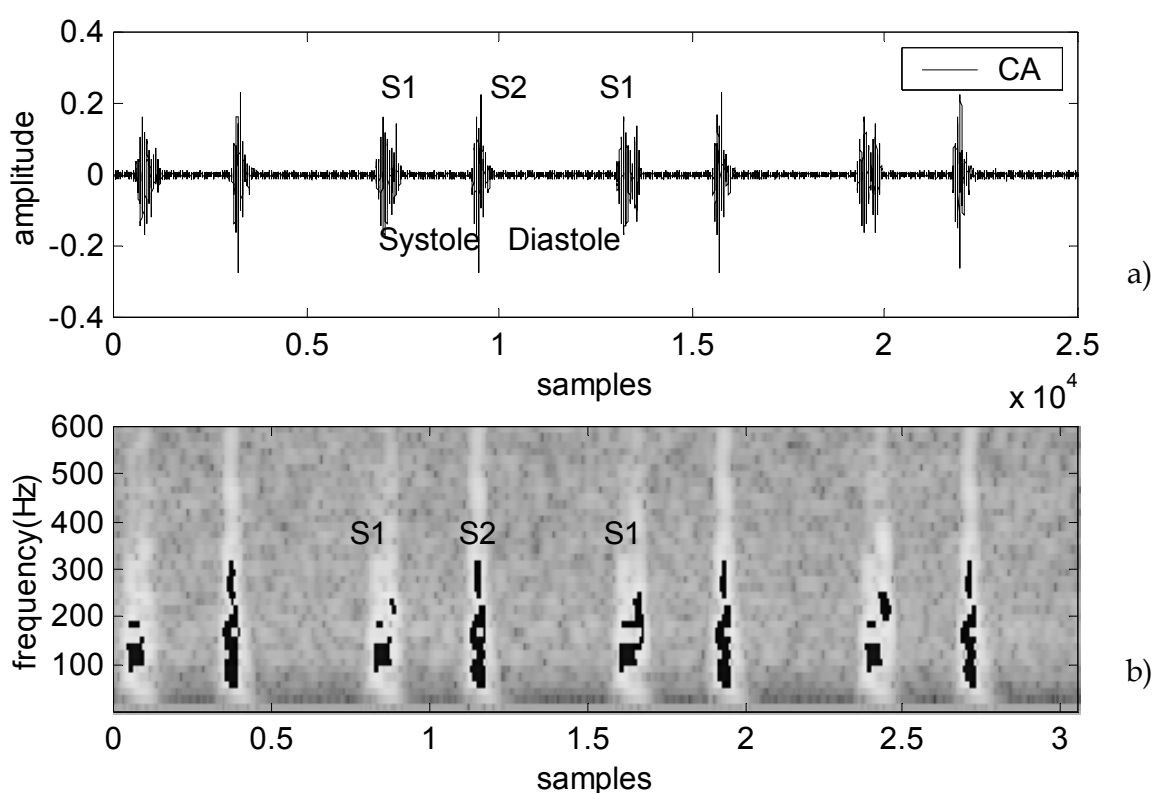 0.4
CA
S1 S2 S1
0.2
0
-0.2
-0.4
amplitude
Systole Diastole
a)
0 0.5 1 1.5 2 2.5
samples
x 10^4
600
500
400
300
200
100
frequency(Hz)
S1 S2 S1
b)
0 0.5 1 1.5 2 2.5 3
samples